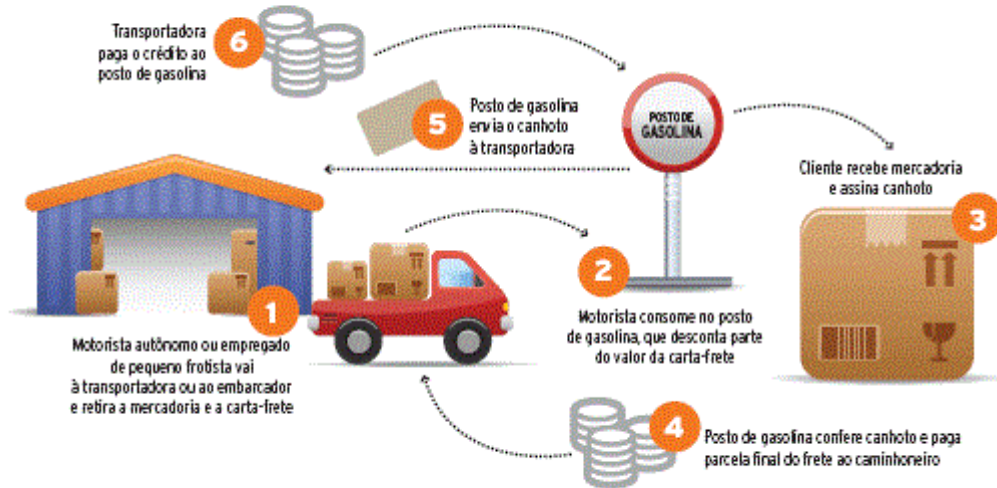 1
Motorista autônomo ou empregado
de pequeno frotista vai
à transportadora ou ao embarcador
e retira a mercadoria e a carta-frete
2
Motorista consome no posto
de gasolina, que desconta parte
do valor da carta-frete
POSTO DE
GASOLINA
3
Cliente recebe mercadoria
e assina canhoto
4
Posto de gasolina confere canhoto e paga
parcela final do frete ao caminhoneiro
5
Posto de gasolina
envia o canhoto
à transportadora
6
Transportadora
paga o crédito ao
posto de gasolina